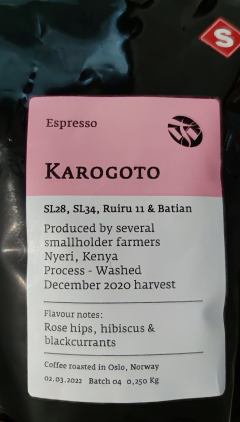 S
Espresso
KAROGOTO
SL28, SL34, Ruiru 11 & Batian
Produced by several
smallholder farmers
Nyeri, Kenya
Process - Washed
December 2020 harvest
Flavour notes:
Rose hips, hibiscus &
blackcurrants
Coffee roasted in Oslo, Norway
02.03.2022 Batch 04 0,250 Kg